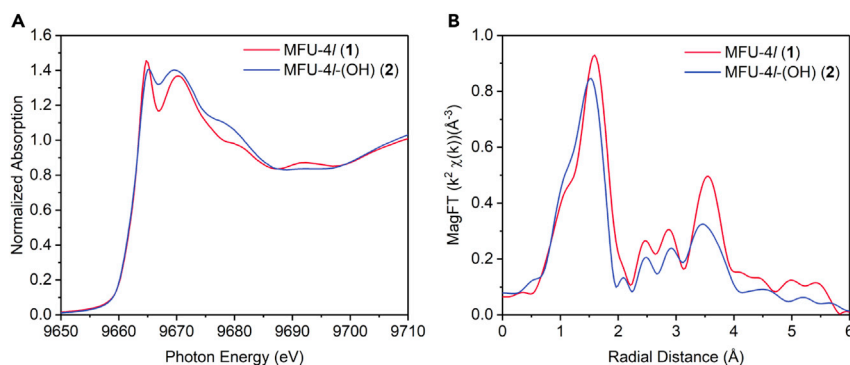 A
B
MFU-4l (1)
MFU-4l-(OH) (2)
MFU-4l (1)
MFU-4l-(OH) (2)
Normalized Absorption
1.6
1.4
1.2
1.0
0.8
0.6
0.4
0.2
0.0
9650 9660 9670 9680 9690 9700 9710
Photon Energy (eV)
MagFT (k² χ(k))(Å⁻³)
1.0
0.8
0.6
0.4
0.2
0.0
0 1 2 3 4 5 6
Radial Distance (Å)